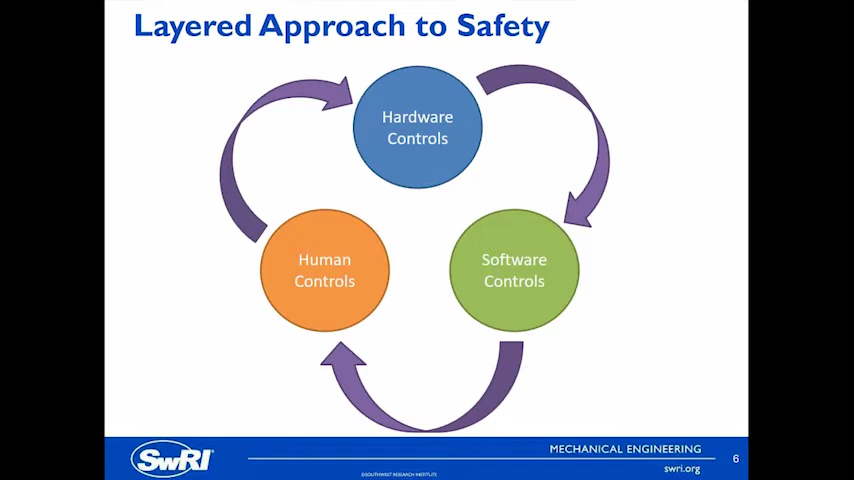 Layered Approach to Safety
Hardware
Controls
Human
Controls
Software
Controls
SwRI
MECHANICAL ENGINEERING
swri.org
6
©SOUTHWEST RESEARCH INSTITUTE